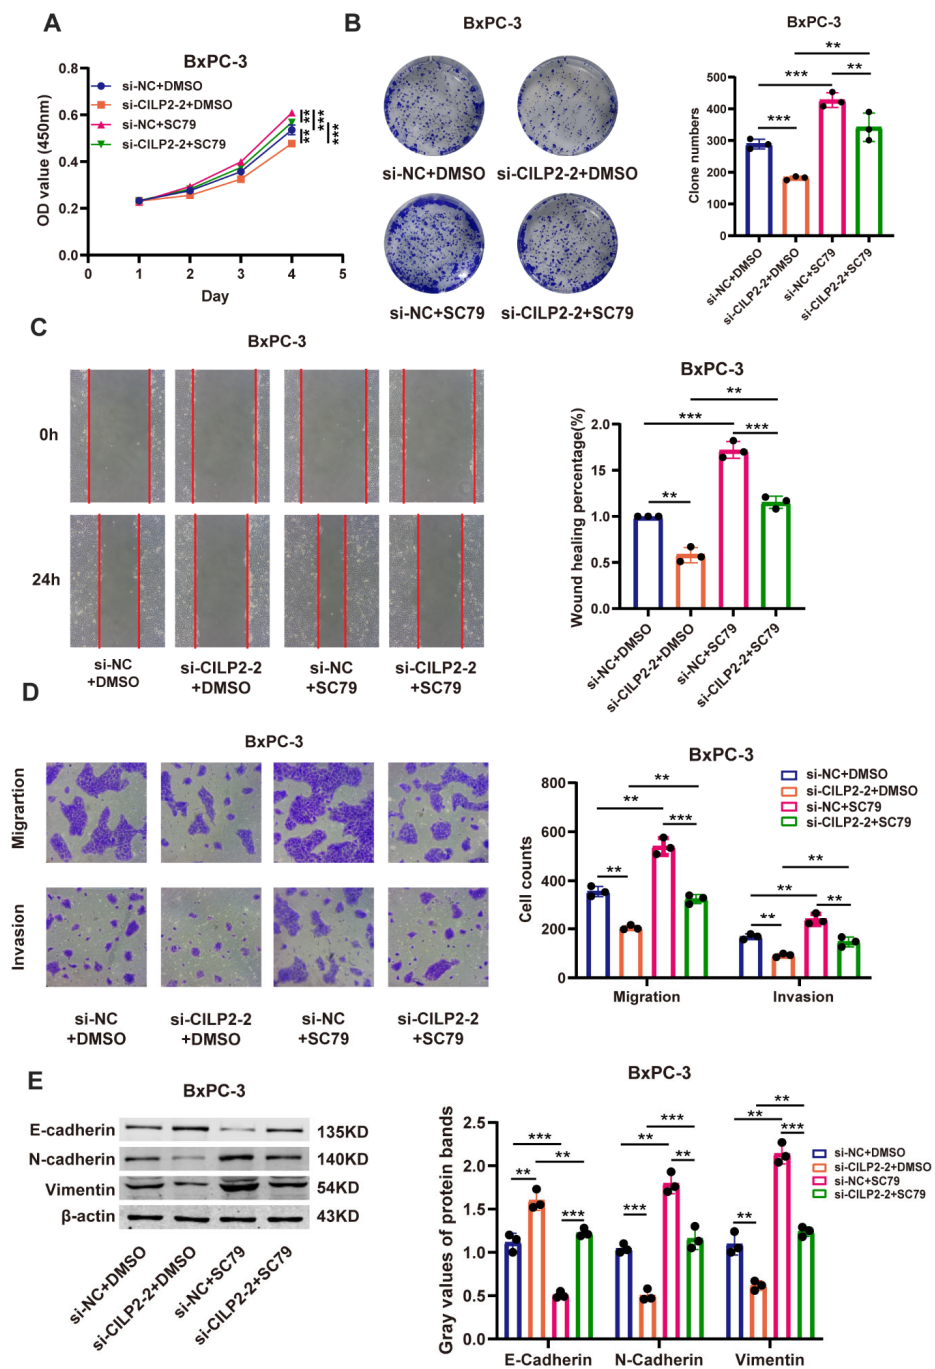 A
BxPC-3
0.8
0.6
0.4
0.2
0.0
OD value (450nm)
si-NC+DMSO
si-CILP2-2+DMSO
si-NC+SC79
si-CILP2-2+SC79
**
**
***
***
0
1
2
3
4
5
Day
B
BxPC-3
si-NC+DMSO
si-CILP2-2+DMSO
si-NC+SC79
si-CILP2-2+SC79
BxPC-3
**
***
**
***
500
400
300
200
100
0
Clone numbers
si-NC+DMSO
si-CILP2-2+DMSO
si-NC+SC79
si-CILP2-2+SC79
C
BxPC-3
0h
24h
si-NC
+DMSO
si-CILP2-2
+DMSO
si-NC
+SC79
si-CILP2-2
+SC79
BxPC-3
**
***
***
**
2.0
15
1.0
0.5
0.0
Wound healing percentage(%)
si-NC+DMSO
si-CILP2-2+DMSO
si-NC+SC79
si-CILP2-2+SC79
D
BxPC-3
Migrartion
Invasion
si-NC
+DMSO
si-CILP2-2
+DMSO
si-NC
+SC79
si-CILP2-2
+SC79
BxPC-3
si-NC+DMSO
si-CILP2-2+DMSO
si-NC+SC79
si-CILP2-2+SC79
800
600
400
200
0
Cell counts
**
**
***
**
**
**
**
**
Migration
Invasion
E
BxPC-3
E-cadherin
135KD
N-cadherin
140KD
Vimentin
54KD
β-actin
43KD
si-NC+DMSO
si-CILP2-2+DMSO
si-NC+SC79
si-CILP2-2+SC79
BxPC-3
2.5
2.0
1.5
1.0
0.5
0.0
Gray values of protein bands
***
**
**
***
***
**
**
***
**
**
***
**
si-NC+DMSO
si-CILP2-2+DMSO
si-NC+SC79
si-CILP2-2+SC79
E-Cadherin
N-Cadherin
Vimentin